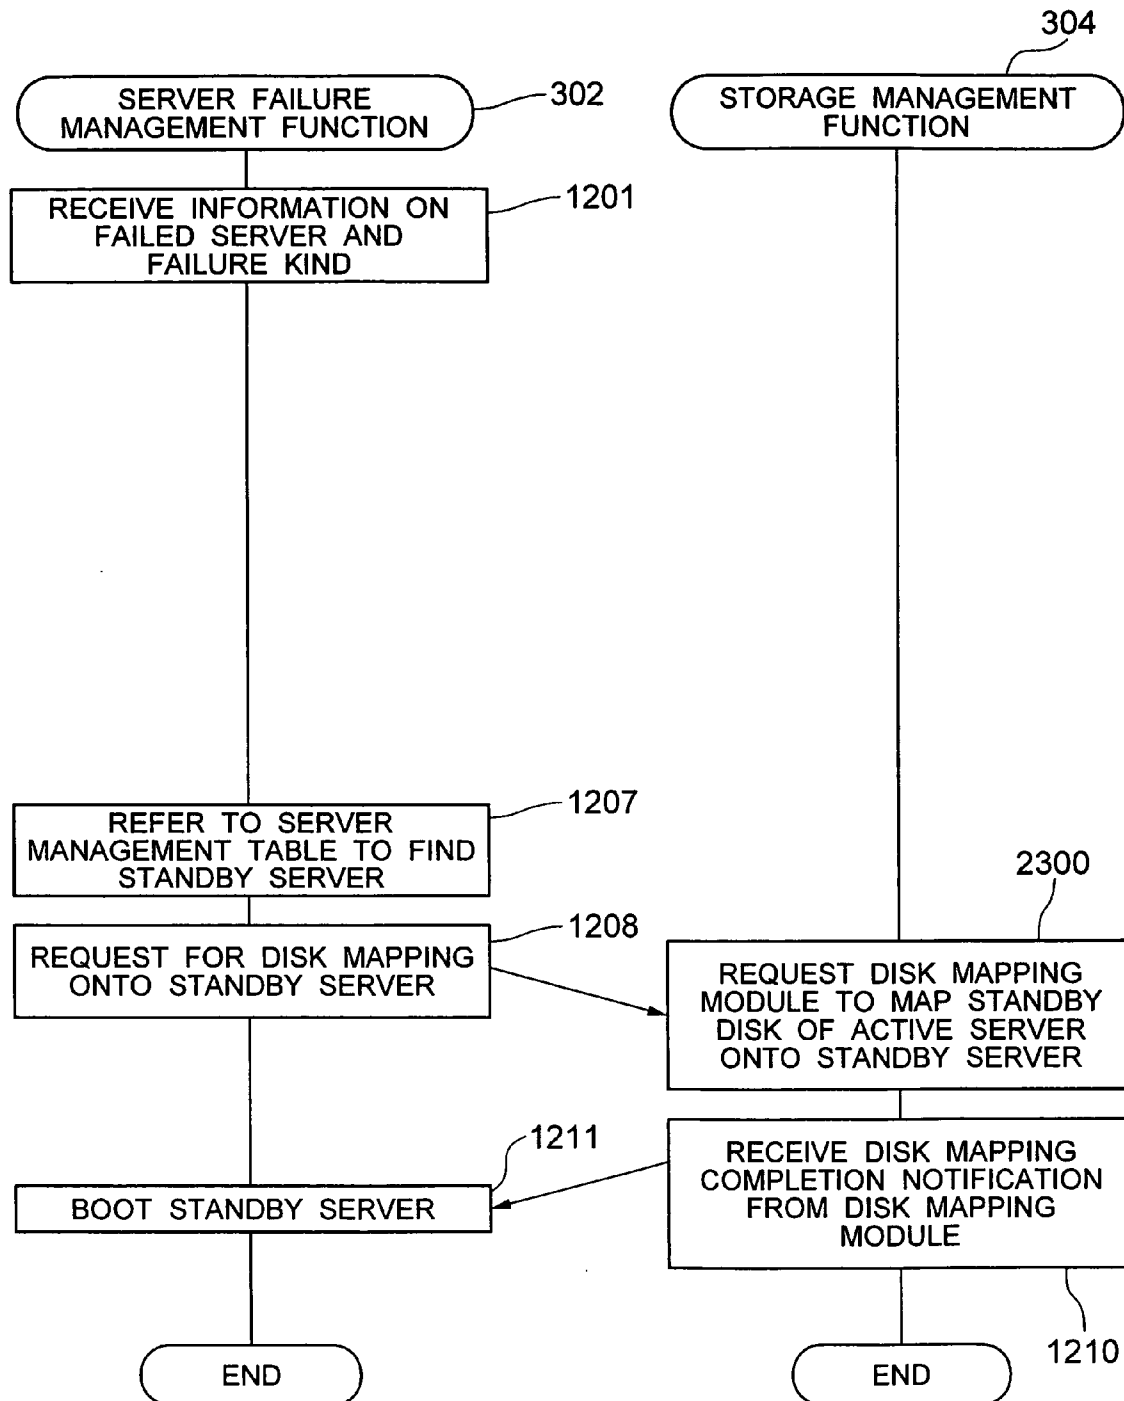 304
SERVER FAILURE
MANAGEMENT FUNCTION
302
STORAGE MANAGEMENT
FUNCTION
1201
RECEIVE INFORMATION ON
FAILED SERVER AND
FAILURE KIND
1207
REFER TO SERVER
MANAGEMENT TABLE TO FIND
STANDBY SERVER
2300
1208
REQUEST FOR DISK MAPPING
ONTO STANDBY SERVER
REQUEST DISK MAPPING
MODULE TO MAP STANDBY
DISK OF ACTIVE SERVER
ONTO STANDBY SERVER
1211
BOOT STANDBY SERVER
RECEIVE DISK MAPPING
COMPLETION NOTIFICATION
FROM DISK MAPPING
MODULE
1210
END
END